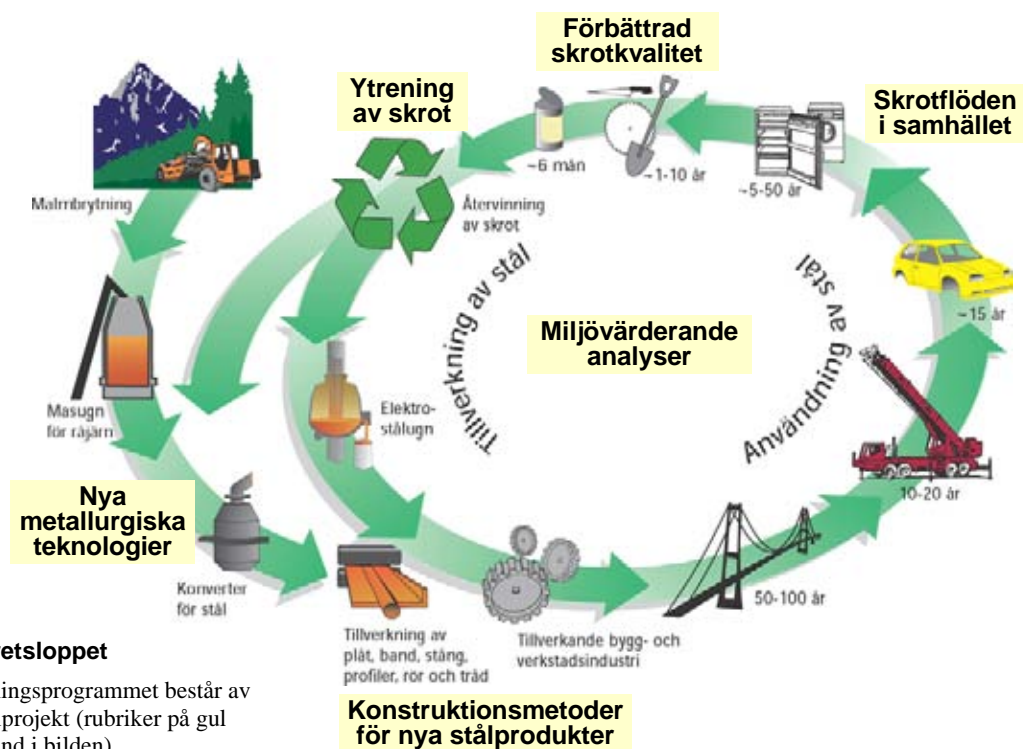 Förbättrad
skrotkvalitet
Ytrening
av skrot
Skrotflöden
i samhället
~6 mån
~1-10 år
~5-50 år
Malmbrytning
Återvinning
av skrot
~15 år
Tillverkning av stål
Användning av stål
Miljövärderande
analyser
Masugn
för råjärn
Elektro-
stålugn
10-20 år
Nya
metallurgiska
teknologier
Konverter
för stål
50-100 år
Tillverkning av
plåt, band, stång,
profiler, rör och tråd
Tillverkande bygg- och
verkstadsindustri
etsloppet
ingsprogrammet består av
nprojekt (rubriker på gul
nd i bilden)
Konstruktionsmetoder
för nya stålprodukter